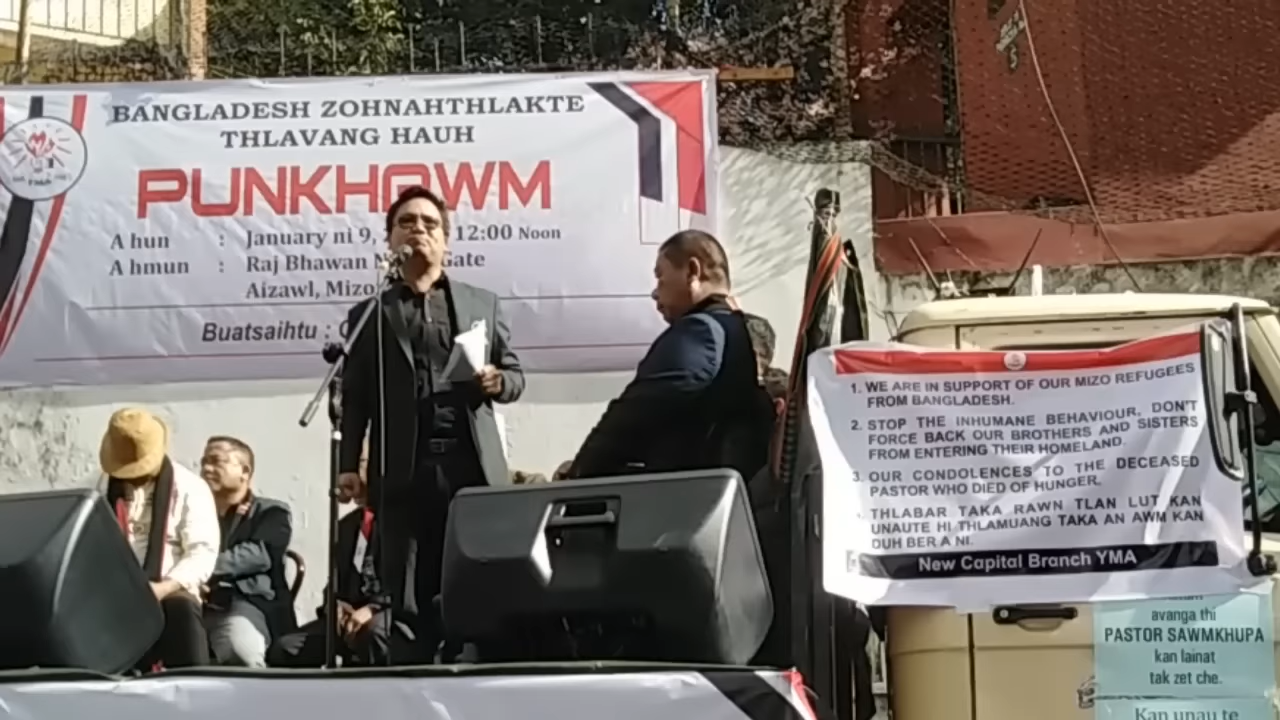 BANGLADESH ZOHNAHTHLAKTE
THLAVANG HAUH
PUNKHAWM
A hun : January ni 9, 12:00 Noon
A hmun : Raj Bhawan Gate
Aizawl,
Buatsaihtu :
1. WE ARE IN SUPPORT OF OUR MIZO REFUGEES
FROM BANGLADESH.
2. STOP THE INHUMANE BEHAVIOUR, DON'T
FORCE BACK OUR BROTHERS AND SISTERS
FROM ENTERING THEIR HOMELAND.
3. OUR CONDOLENCES TO THE DECEASED
PASTOR WHO DIED OF HUNGER.
THLABAR TAKA RAWN TLAN LUT KAN
UNAUTE HI THLAMUANG TAKA AN AWM KAN
DUH BER A NI.
New Capital Branch YMA
avanga thi
PASTOR SAWMKHUPA
kan lainat
tak zet che.
Kan unau te